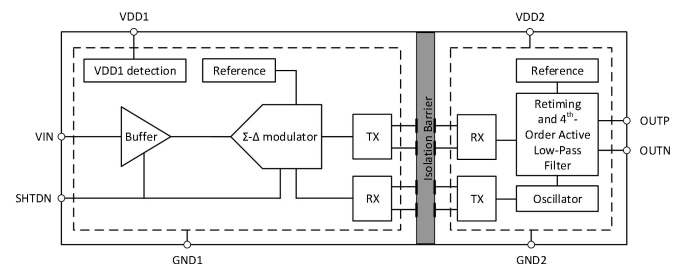 VDD1
VDD2
VDD1 detection
Reference
Reference
VIN
Buffer
Σ-Δ modulator
TX
Isolation Barrier
RX
Retiming
and 4th-
Order Active
Low-Pass
Filter
OUTP
OUTN
SHTDN
RX
TX
Oscillator
GND1
GND2